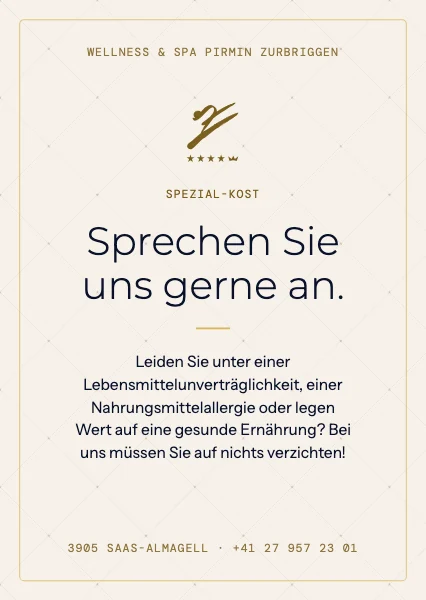 WELLNESS & SPA PIRMIN ZURBRIGGEN
SPEZIAL-KOST
Sprechen Sie
uns gerne an.
Leiden Sie unter einer
Lebensmittelunverträglichkeit, einer
Nahrungsmittelallergie oder legen
Wert auf eine gesunde Ernährung? Bei
uns müssen Sie auf nichts verzichten!
3905 SAAS-ALMAGELL · +41 27 957 23 01